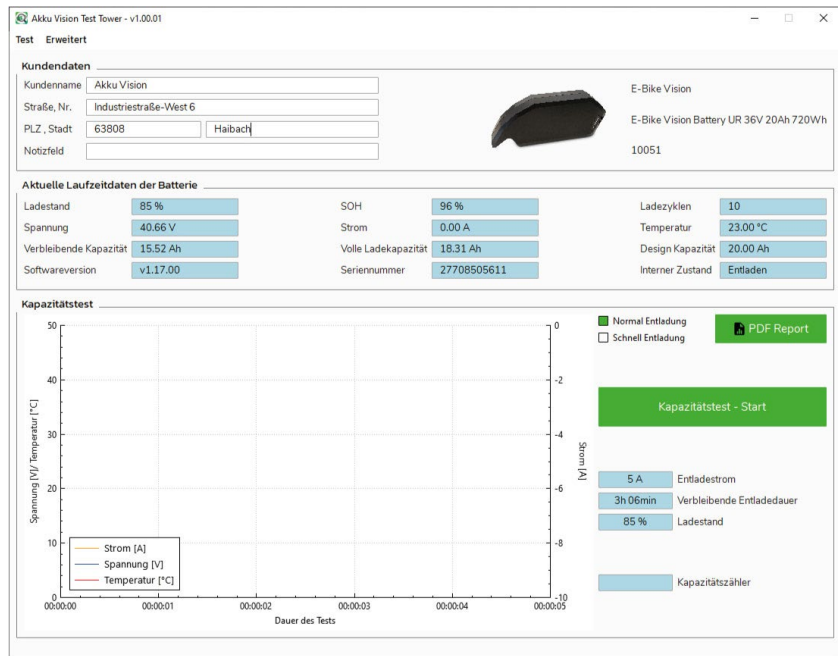 Akku Vision Test Tower - v1.00.01
Test Erweitert
Kundendaten
Kundenname Akku Vision
Straße, Nr. Industriestraße-West 6
PLZ , Stadt 63808 Haibach
Notizfeld
E-Bike Vision
E-Bike Vision Battery UR 36V 20Ah 720Wh
10051
Aktuelle Laufzeitdaten der Batterie
Ladestand 85 % SOH 96 % Ladezyklen 10
Spannung 40.66 V Strom 0.00 A Temperatur 23.00 °C
Verbleibende Kapazität 15.52 Ah Volle Ladekapazität 18.31 Ah Design Kapazität 20.00 Ah
Softwareversion v1.17.00 Seriennummer 27708505611 Interner Zustand Entladen
Kapazitätstest
Spannung [V]/ Temperatur [°C]
50
40
30
20
10
0
Strom [A]
Spannung [V]
Temperatur [°C]
0
-2
-4
-6
-8
-10
Strom [A]
00:00:00 00:00:01 00:00:02 00:00:03 00:00:04 00:00:05
Dauer des Tests
Normal Entladung
Schnell Entladung
PDF Report
Kapazitätstest - Start
5 A Entladestrom
3h 06min Verbleibende Entladedauer
85 % Ladestand
Kapazitätszähler